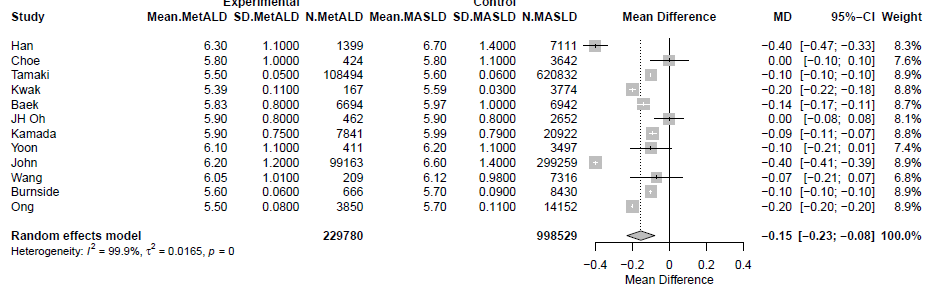 Experimental Control
Study Mean.MetALD SD.MetALD N.MetALD Mean.MASLD SD.MASLD N.MASLD Mean Difference MD 95%−CI Weight
Han 6.30 1.1000 1399 6.70 1.4000 7111 −0.40 [−0.47; −0.33] 8.3%
Choe 5.80 1.0000 424 5.80 1.1000 3642 0.00 [−0.10; 0.10] 7.6%
Tamaki 5.50 0.0500 108494 5.60 0.0600 620832 −0.10 [−0.10; −0.10] 8.9%
Kwak 5.39 0.1100 167 5.59 0.0300 3774 −0.20 [−0.22; −0.18] 8.9%
Baek 5.83 0.8000 6694 5.97 1.0000 6942 −0.14 [−0.17; −0.11] 8.7%
JH Oh 5.90 0.8000 462 5.90 0.8000 2652 0.00 [−0.08; 0.08] 8.1%
Kamada 5.90 0.7500 7841 5.99 0.7900 20922 −0.09 [−0.11; −0.07] 8.8%
Yoon 6.10 1.1000 411 6.20 1.1000 3497 −0.10 [−0.21; 0.01] 7.4%
John 6.20 1.2000 99163 6.60 1.4000 299259 −0.40 [−0.41; −0.39] 8.9%
Wang 6.05 1.0100 209 6.12 0.9800 7316 −0.07 [−0.21; 0.07] 6.8%
Burnside 5.60 0.0600 666 5.70 0.0900 8430 −0.10 [−0.10; −0.10] 8.9%
Ong 5.50 0.0800 3850 5.70 0.1100 14152 −0.20 [−0.20; −0.20] 8.9%
Random effects model 229780 998529 −0.15 [−0.23; −0.08] 100.0%
Heterogeneity: I² = 99.9%, τ² = 0.0165, p = 0
−0.4 −0.2 0 0.2 0.4
Mean Difference